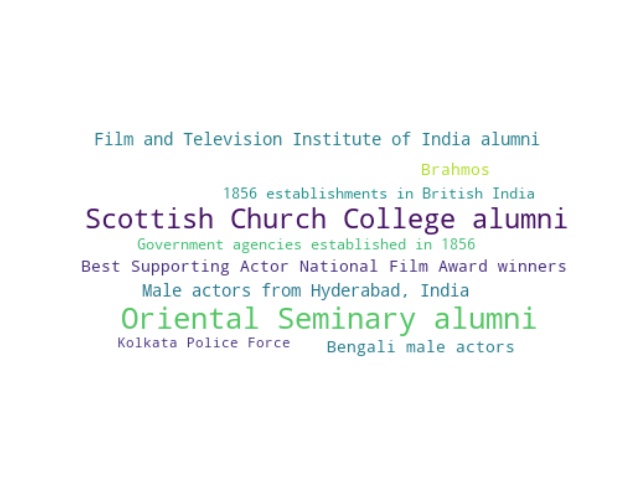 Film and Television Institute of India alumni
Brahmos
1856 establishments in British India
Scottish Church College alumni
Government agencies established in 1856
Best Supporting Actor National Film Award winners
Male actors from Hyderabad, India
Oriental Seminary alumni
Kolkata Police Force
Bengali male actors